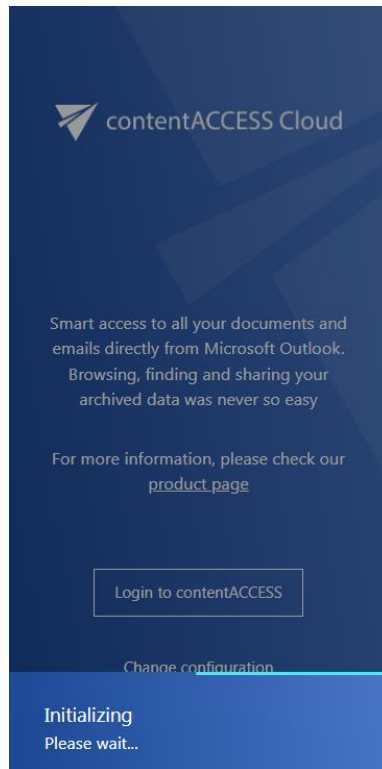 contentACCESS Cloud
Smart access to all your documents and
emails directly from Microsoft Outlook.
Browsing, finding and sharing your
archived data was never so easy
For more information, please check our
product page
Login to contentACCESS
Change configuration
Initializing
Please wait...